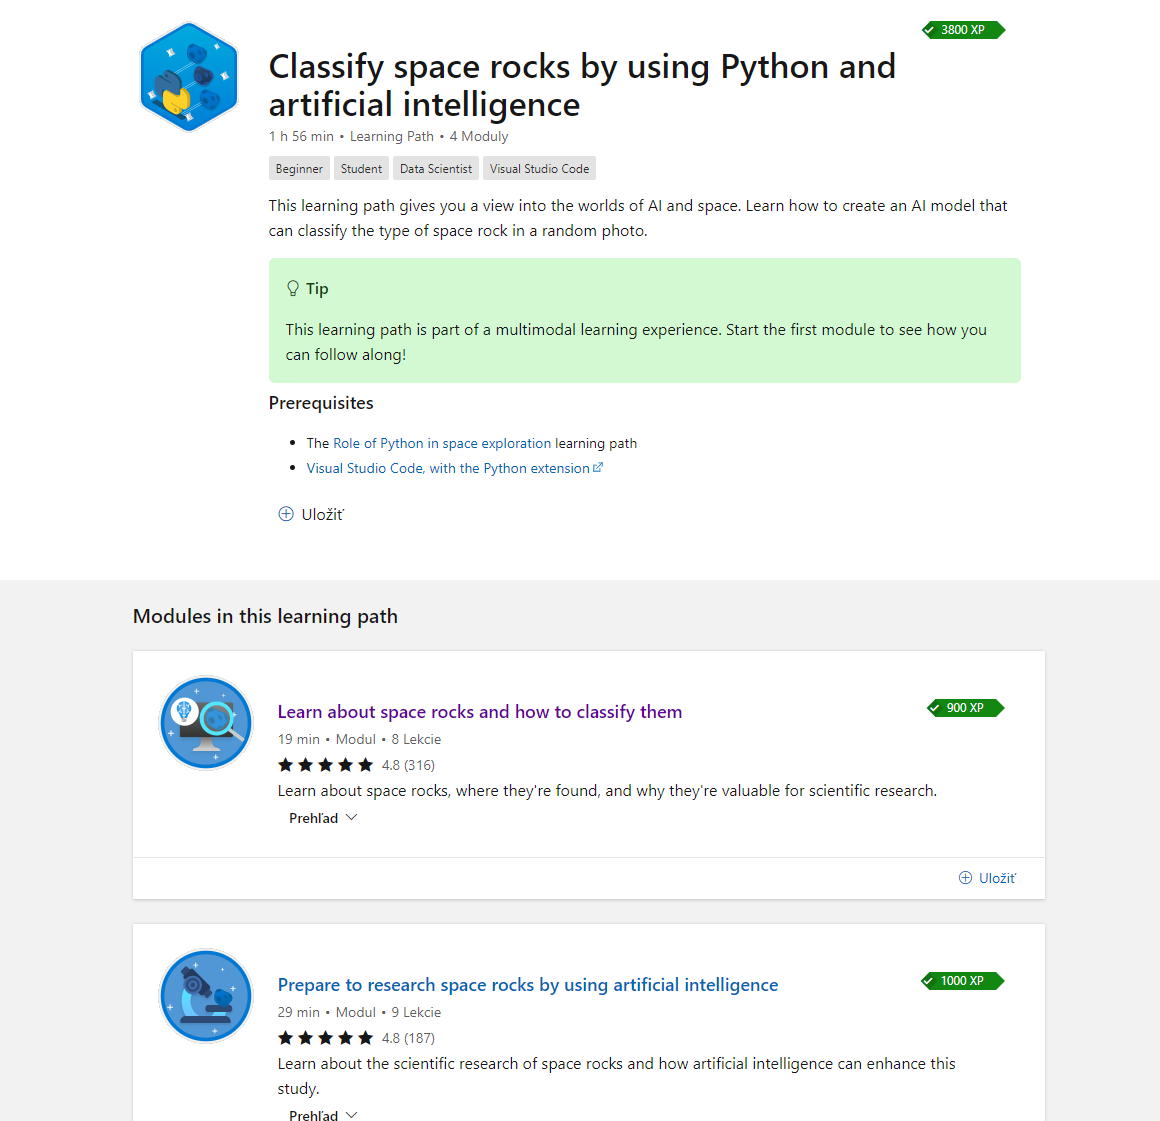 3800 XP
Classify space rocks by using Python and
artificial intelligence
1 h 56 min • Learning Path • 4 Moduly
Beginner Student Data Scientist Visual Studio Code
This learning path gives you a view into the worlds of AI and space. Learn how to create an AI model that
can classify the type of space rock in a random photo.
Tip
This learning path is part of a multimodal learning experience. Start the first module to see how you
can follow along!
Prerequisites
• The Role of Python in space exploration learning path
• Visual Studio Code, with the Python extension
Uložiť
Modules in this learning path
Learn about space rocks and how to classify them
900 XP
19 min • Modul • 8 Lekcie
4.8 (316)
Learn about space rocks, where they're found, and why they're valuable for scientific research.
Prehľad
Uložiť
Prepare to research space rocks by using artificial intelligence
1000 XP
29 min • Modul • 9 Lekcie
4.8 (187)
Learn about the scientific research of space rocks and how artificial intelligence can enhance this
study.
Prehľad